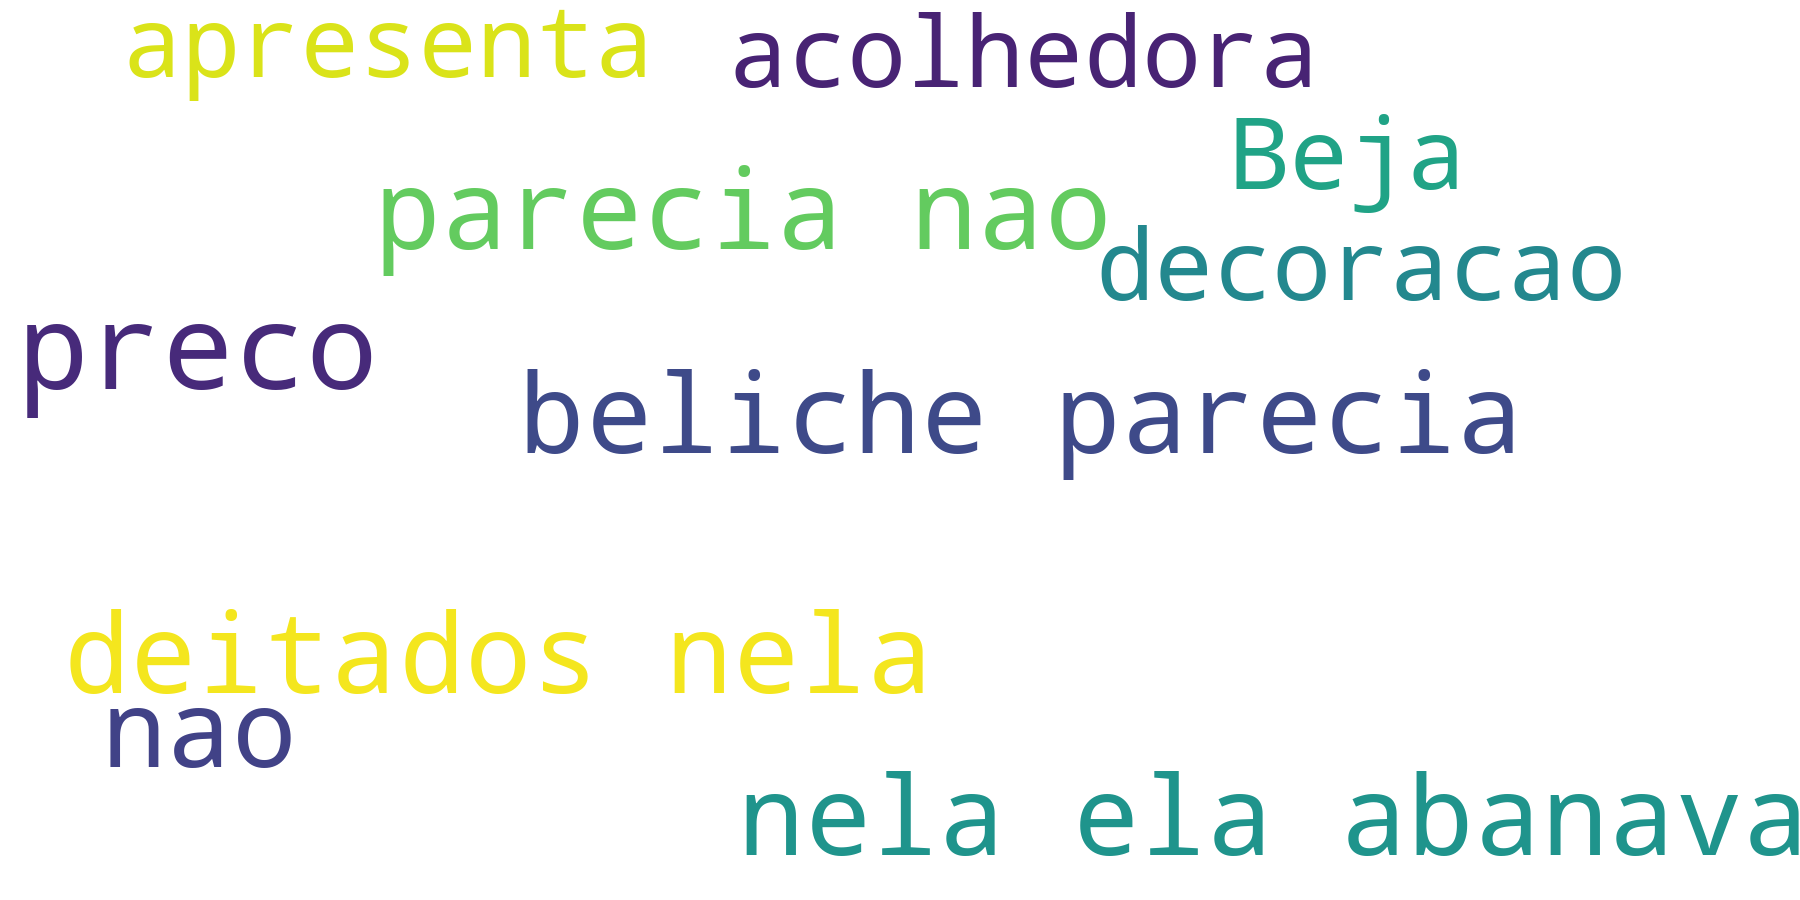 apresenta
acolhedora
Beja
parecia nao
decoracao
preco
beliche parecia
deitados nela
nao
nela ela abanava